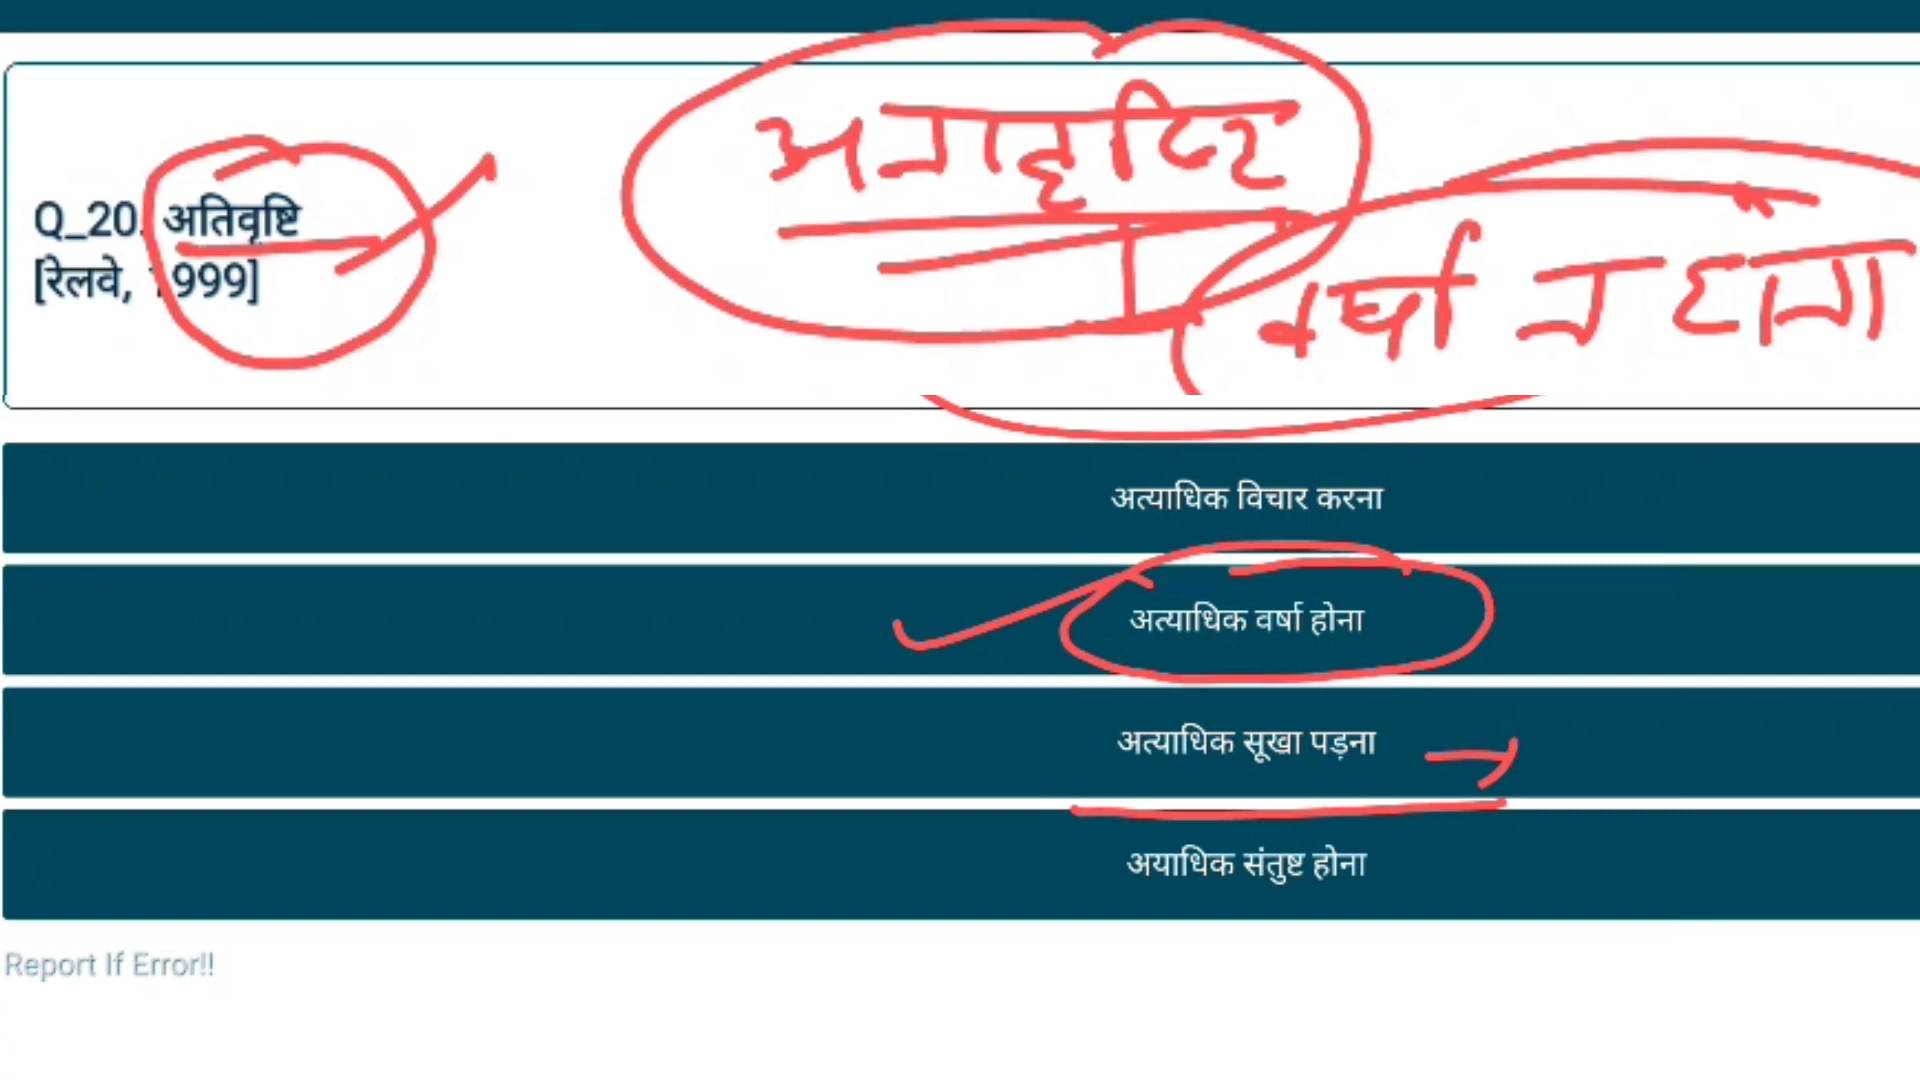 अनावृष्टि
Q_20. अतिवृष्टि
वर्षा न होना
[रेलवे, 1999]
अत्याधिक विचार करना
अत्याधिक वर्षा होना
अत्याधिक सूखा पड़ना
अयाधिक संतुष्ट होना
Report If Error!!